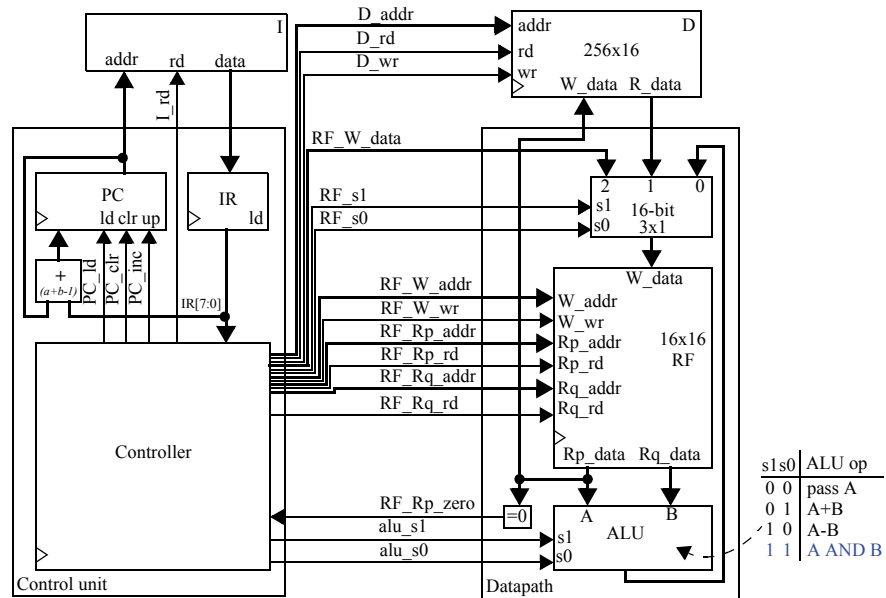 I
addr rd data
I_rd
D_addr
D_rd
D_wr
D
addr
rd
wr
256x16
W_data R_data
RF_W_data
2 1 0
s1
s0
16-bit
3x1
RF_s1
RF_s0
PC
ld clr up
IR
ld
+
(a+b-1)
PC_ld
PC_clr
PC_inc
IR[7:0]
W_data
RF_W_addr
RF_W_wr
RF_Rp_addr
RF_Rp_rd
RF_Rq_addr
RF_Rq_rd
W_addr
W_wr
Rp_addr
Rp_rd
Rq_addr
Rq_rd
16x16
RF
Rp_data Rq_data
Controller
RF_Rp_zero
=0
alu_s1
alu_s0
A B
s1
s0
ALU
s1s0 ALU op
0 0 pass A
0 1 A+B
1 0 A-B
1 1 A AND B
Control unit
Datapath